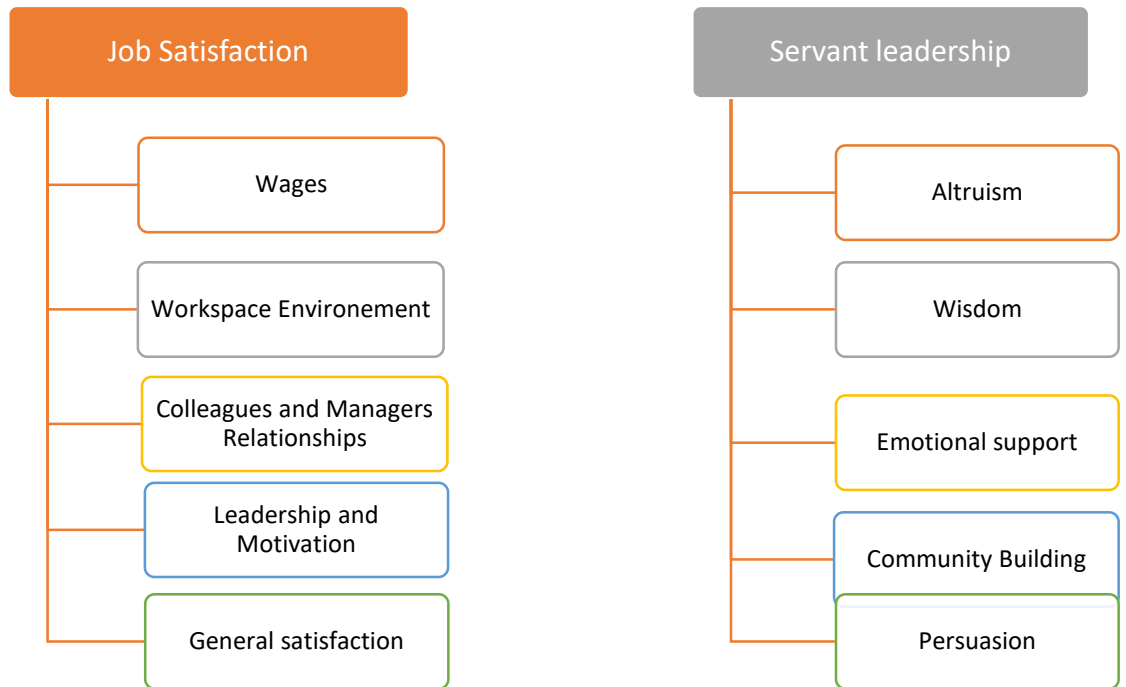 Job Satisfaction
Wages
Workspace Environement
Colleagues and Managers
Relationships
Leadership and
Motivation
General satisfaction
Servant leadership
Altruism
Wisdom
Emotional support
Community Building
Persuasion